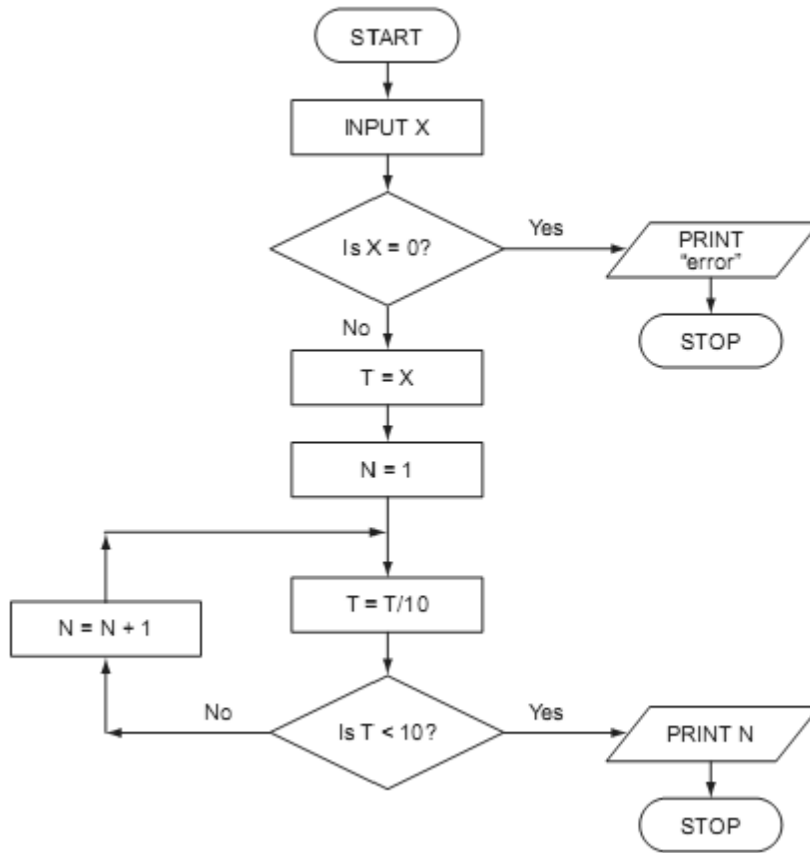 START
INPUT X
Is X = 0?
Yes
PRINT
“error”
STOP
No
T = X
N = 1
T = T/10
N = N + 1
Is T < 10?
No
Yes
PRINT N
STOP